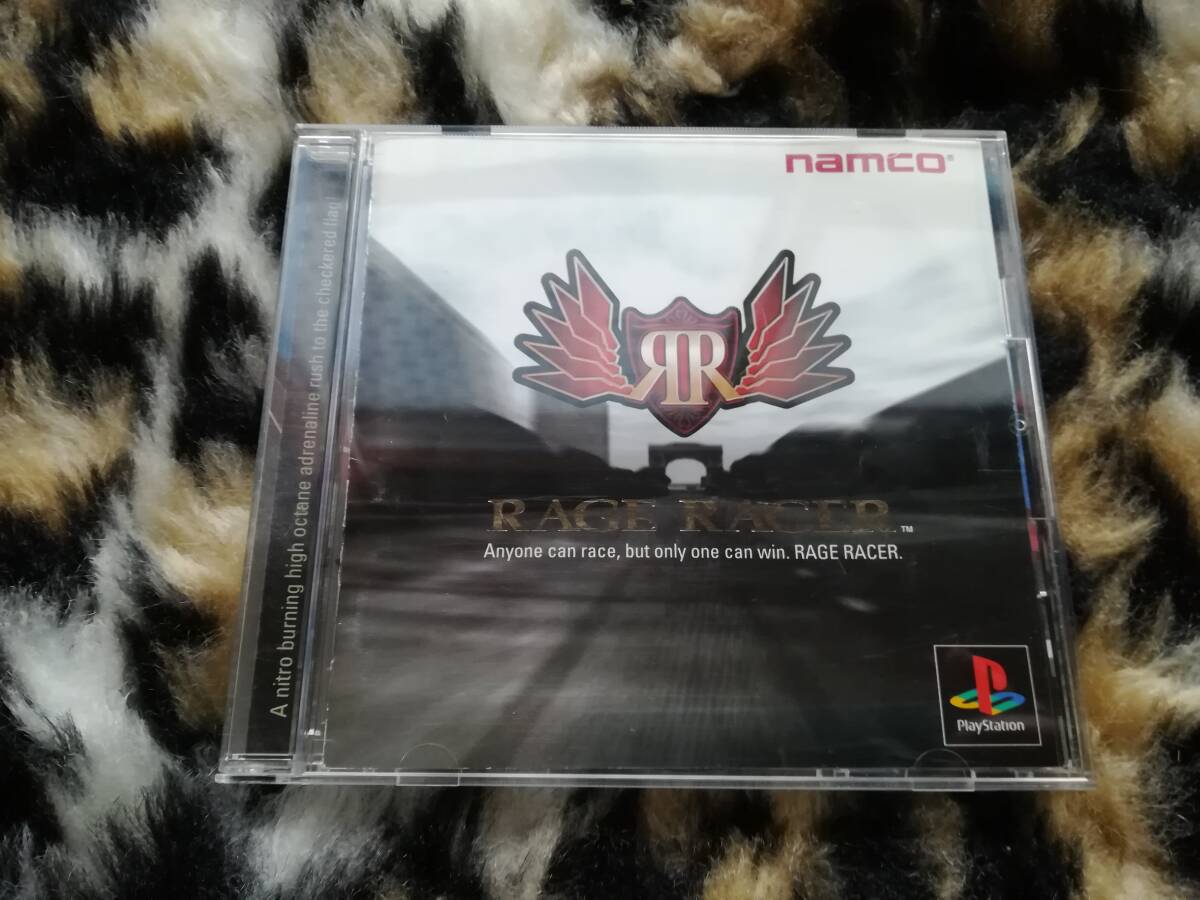 namco®
RR
RAGE RACER™
Anyone can race, but only one can win. RAGE RACER.
PlayStation
A nitro burning high octane adrenaline rush to the checkered flag!